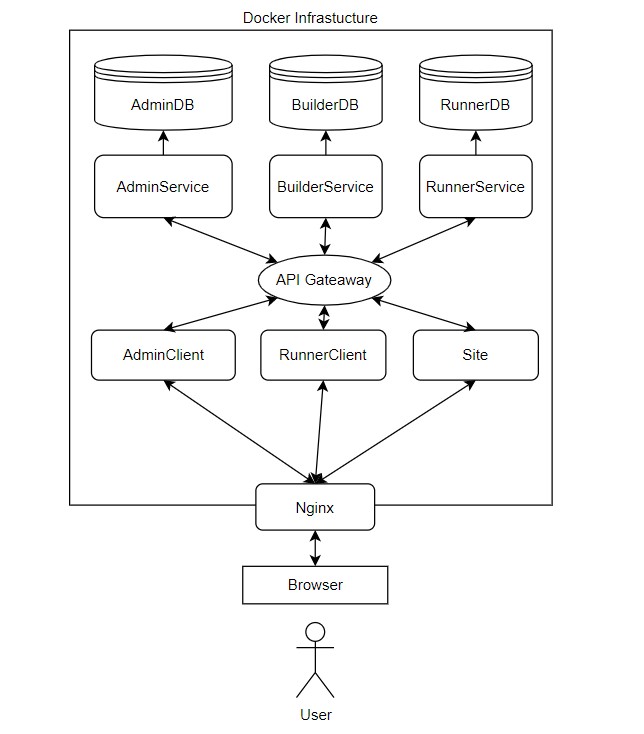 Docker Infrastucture
AdminDB
BuilderDB
RunnerDB
AdminService
BuilderService
RunnerService
API Gateaway
AdminClient
RunnerClient
Site
Nginx
Browser
User